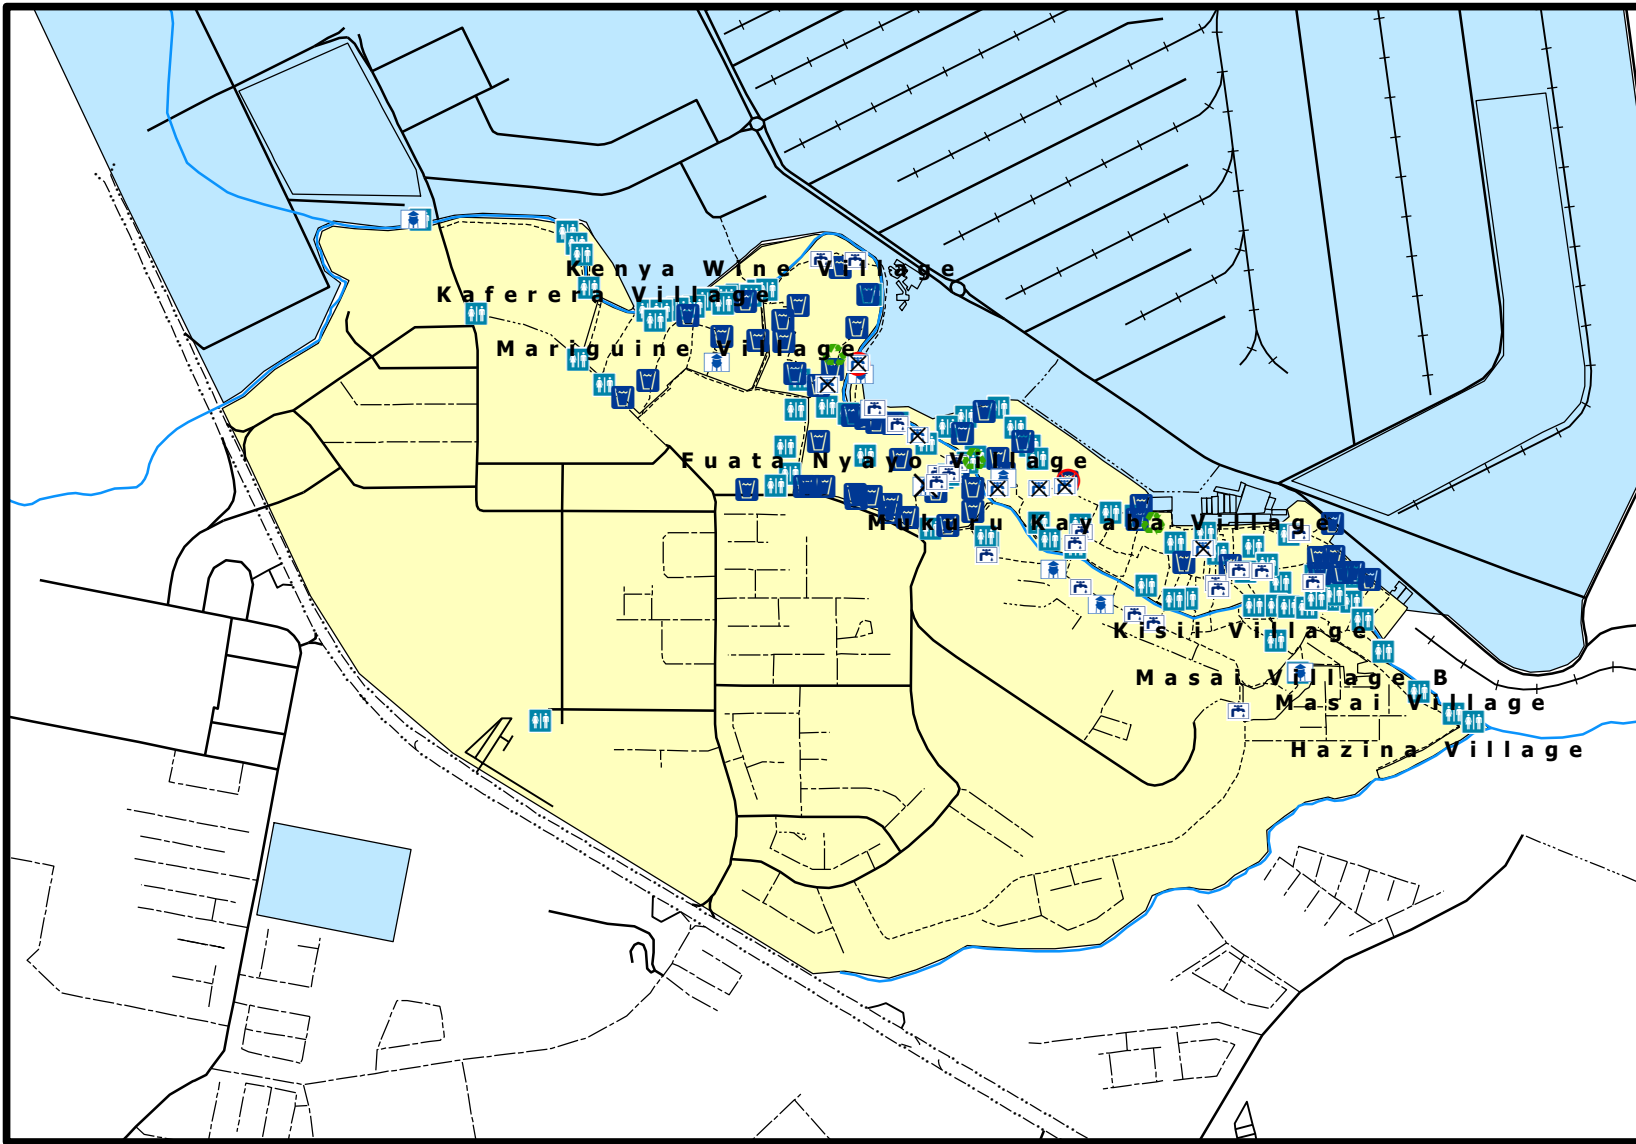 Kenya Wine Village
Kaferera Village
Mariguine Village
Fuata Nyayo Village
Mukuru Kayaba Village
Kisii Village
Masai Village B
Masai Village
Hazina Village